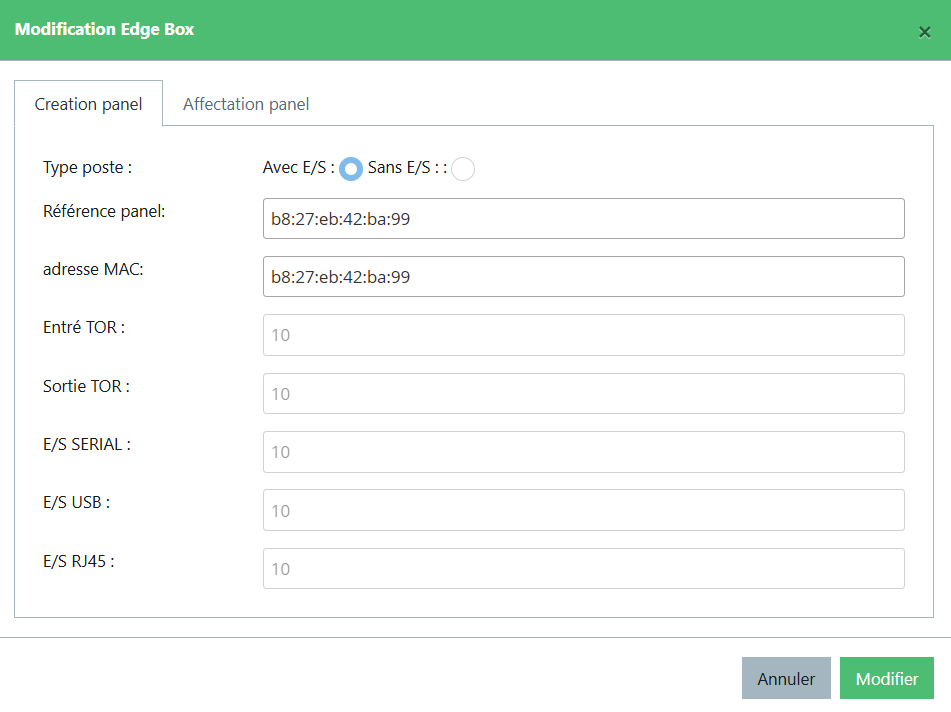 Modification Edge Box
×
Creation panel Affectation panel
Type poste : Avec E/S : Sans E/S : :
Référence panel: b8:27:eb:42:ba:99
adresse MAC: b8:27:eb:42:ba:99
Entré TOR : 10
Sortie TOR : 10
E/S SERIAL : 10
E/S USB : 10
E/S RJ45 : 10
Annuler Modifier